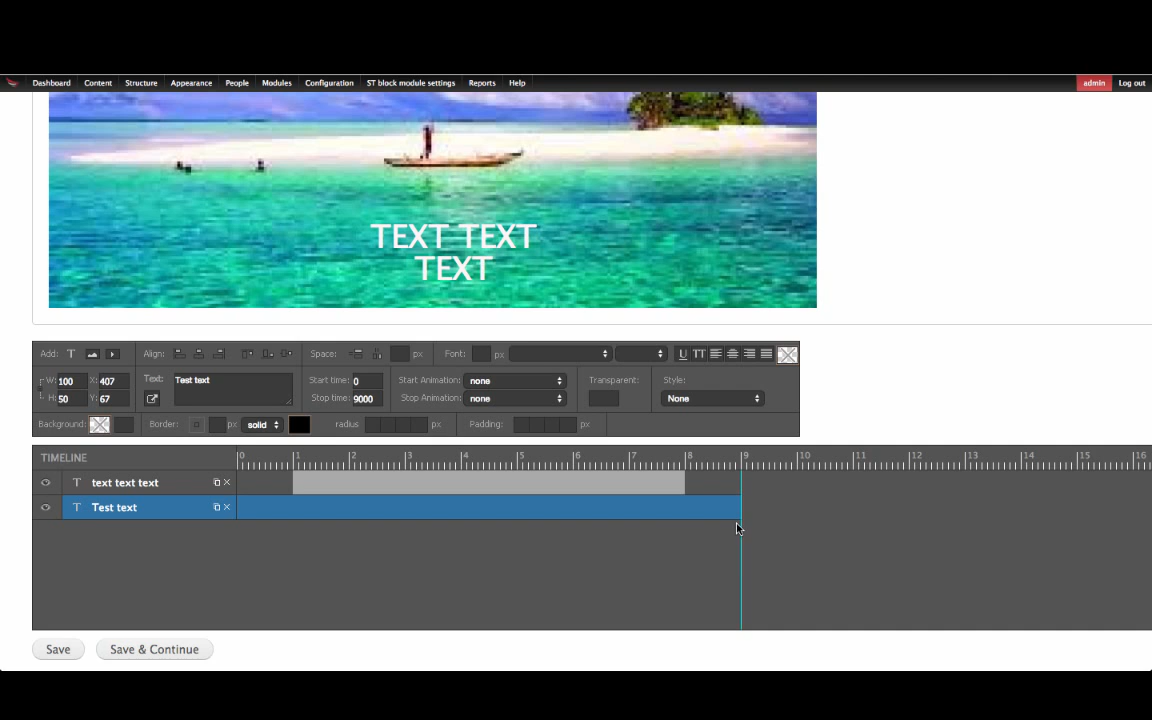 Dashboard Content Structure Appearance People Modules Configuration ST block module settings Reports Help admin Log out
TEXT TEXT
TEXT
Add: T Align: Space: px Font: px U TT
W: 100 X: 407 Text: Test text Start time: 0 Start Animation: none Transparent: Style:
H: 50 Y: 67 Stop time: 9000 Stop Animation: none None
Background: Border: px solid radius px Padding: px
TIMELINE 0 1 2 3 4 5 6 7 8 9 10 11 12 13 14 15 16
T text text text
T Test text
Save Save & Continue